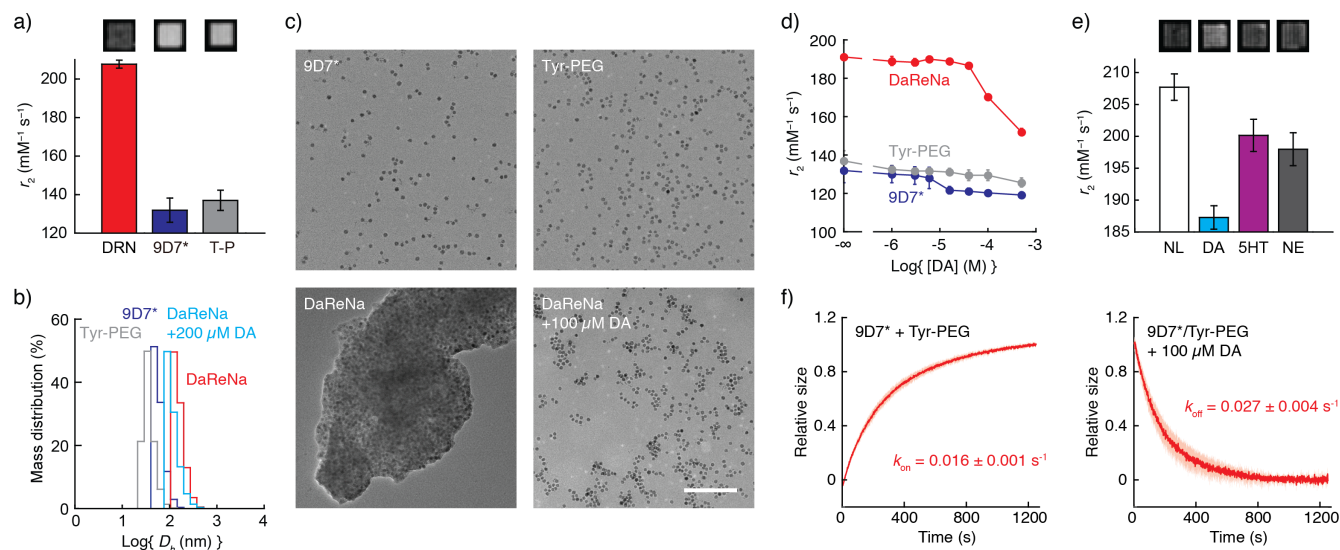 a)
r2 (mM⁻¹ s⁻¹)
200
180
160
140
120
DRN 9D7* T-P
b)
Mass distribution (%)
60
40
20
0
9D7*
Tyr-PEG
DaReNa
+200 µM DA
DaReNa
0 1 2 3 4
Log{ Dh (nm) }
c)
9D7*
Tyr-PEG
DaReNa
DaReNa
+100 µM DA
d)
r2 (mM⁻¹ s⁻¹)
200
180
160
140
120
100
DaReNa
Tyr-PEG
9D7*
-∞ -6 -5 -4 -3
Log{ [DA] (M) }
e)
r2 (mM⁻¹ s⁻¹)
210
205
200
195
190
185
NL DA 5HT NE
f)
Relative size
1.2
0.8
0.4
0
9D7* + Tyr-PEG
kon = 0.016 ± 0.001 s⁻¹
0 400 800 1200
Time (s)
Relative size
1.2
0.8
0.4
0
9D7*/Tyr-PEG
+ 100 µM DA
koff = 0.027 ± 0.004 s⁻¹
0 400 800 1200
Time (s)